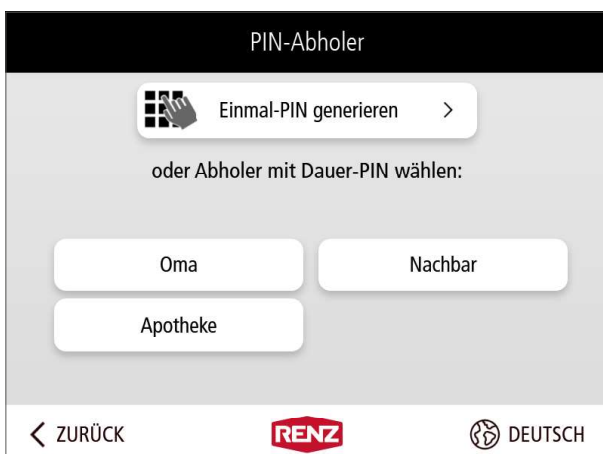 PIN-Abholer
Einmal-PIN generieren
oder Abholer mit Dauer-PIN wählen:
Oma
Nachbar
Apotheke
ZURÜCK
RENZ
DEUTSCH